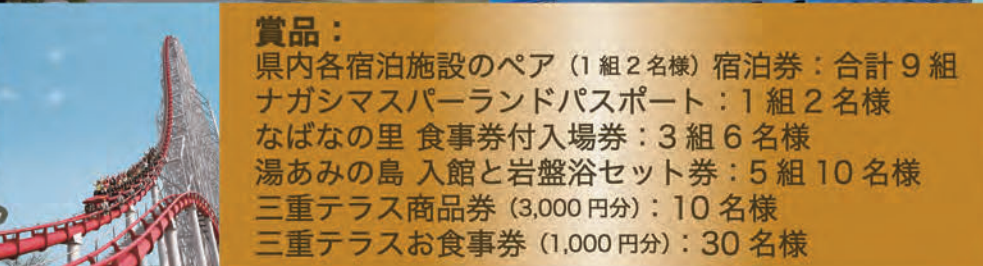 賞品：
県内各宿泊施設のペア（1組2名様）宿泊券：合計9組
ナガシマスパーランドパスポート：1組2名様
なばなの里 食事券付入場券：3組6名様
湯あみの島 入館と岩盤浴セット券：5組10名様
三重テラス商品券（3,000円分）：10名様
三重テラスお食事券（1,000円分）：30名様